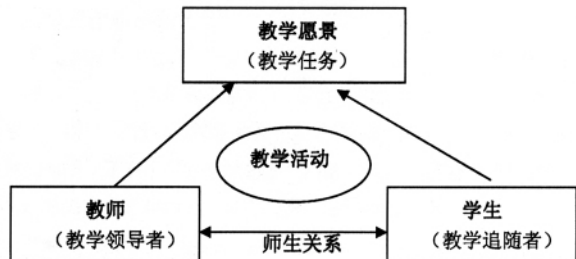 教学愿景
（教学任务）
教学活动
教师
（教学领导者）
师生关系
学生
（教学追随者）